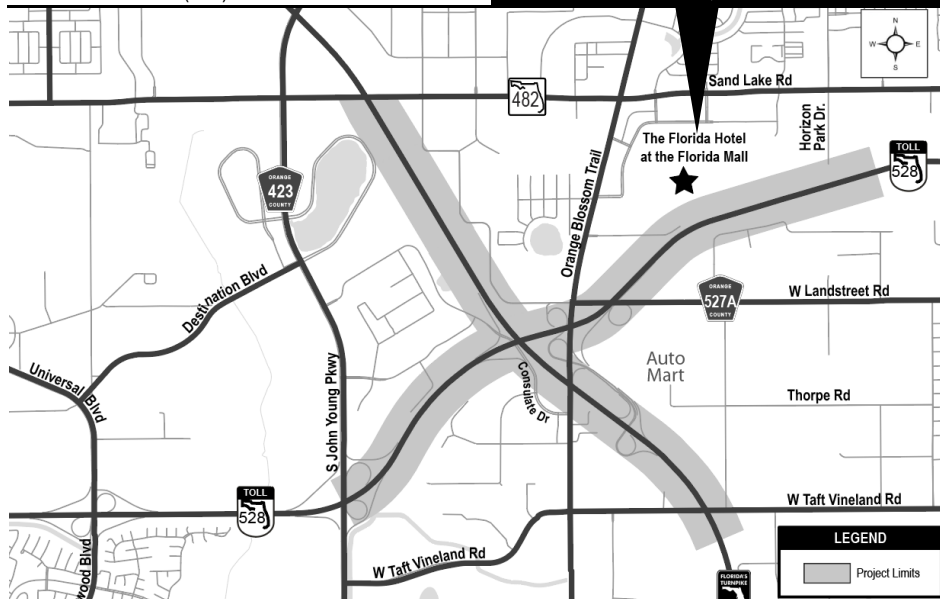 N
W
E
S
Sand Lake Rd
482
The Florida Hotel
at the Florida Mall
Horizon
Park Dr.
TOLL
528
ORANGE
423
COUNTY
Orange Blossom Trail
Destination Blvd
ORANGE
527A
COUNTY
W Landstreet Rd
Universal Blvd
S John Young Pkwy
Consulate Dr
Auto
Mart
Thorpe Rd
TOLL
528
W Taft Vineland Rd
W Taft Vineland Rd
wood Blvd
LEGEND
Project Limits
FLORIDA'S
TURNPIKE